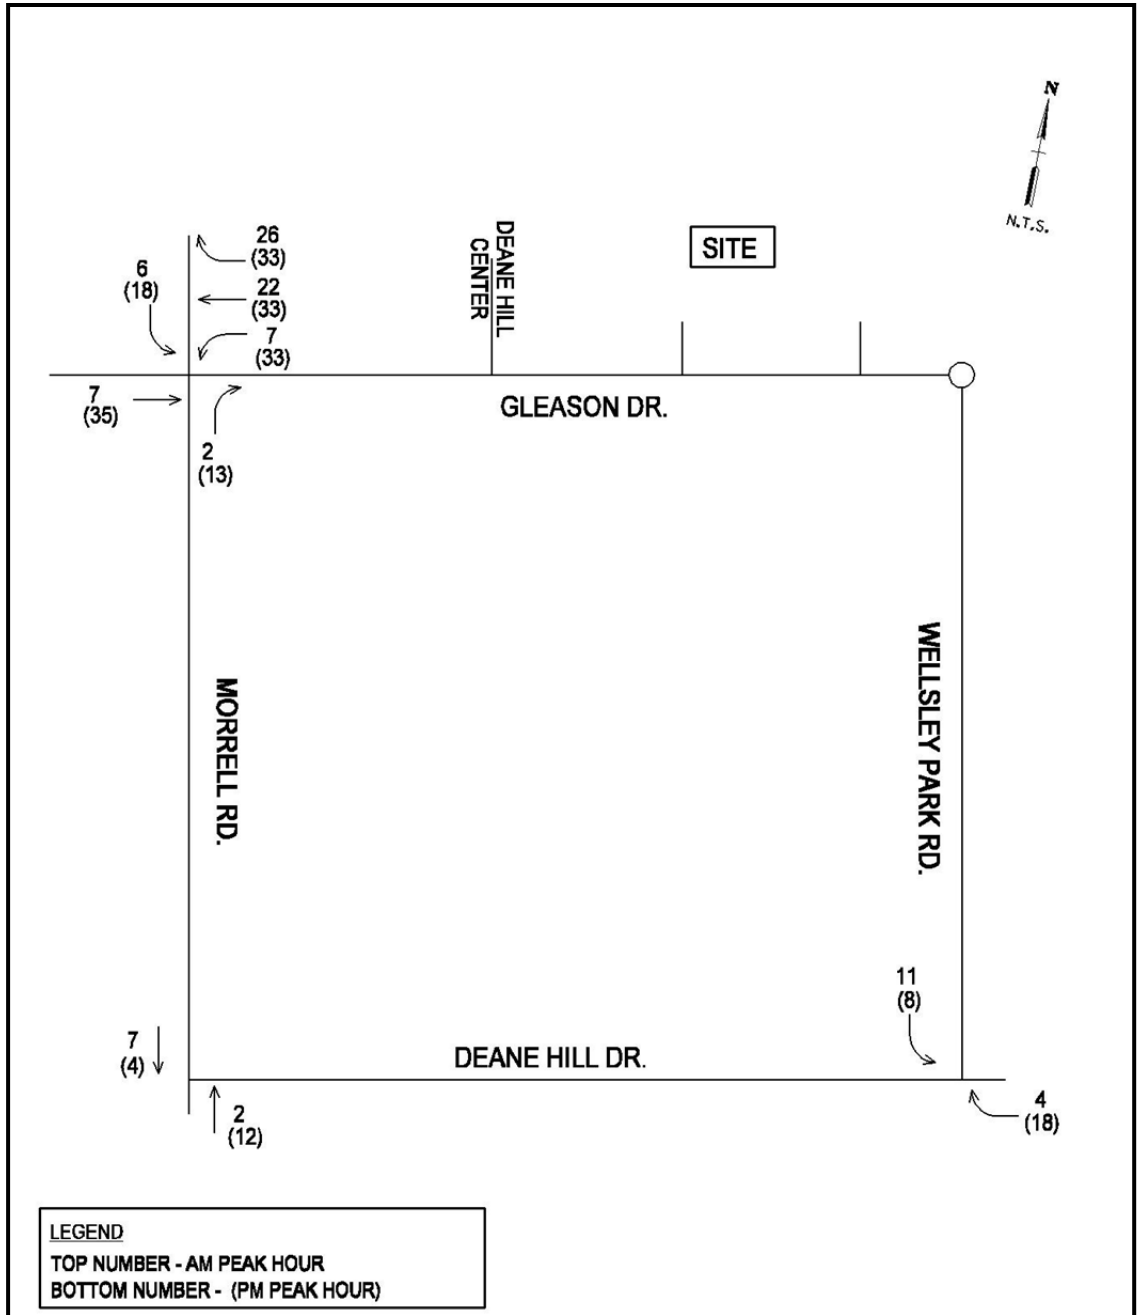 N
N.T.S.
26
(33)
6
(18)
22
(33)
7
(33)
DEANE HILL
CENTER
SITE
7
(35)
GLEASON DR.
2
(13)
MORRELL RD.
WELLSLEY PARK RD.
11
(8)
7
(4)
DEANE HILL DR.
2
(12)
4
(18)
LEGEND
TOP NUMBER - AM PEAK HOUR
BOTTOM NUMBER - (PM PEAK HOUR)